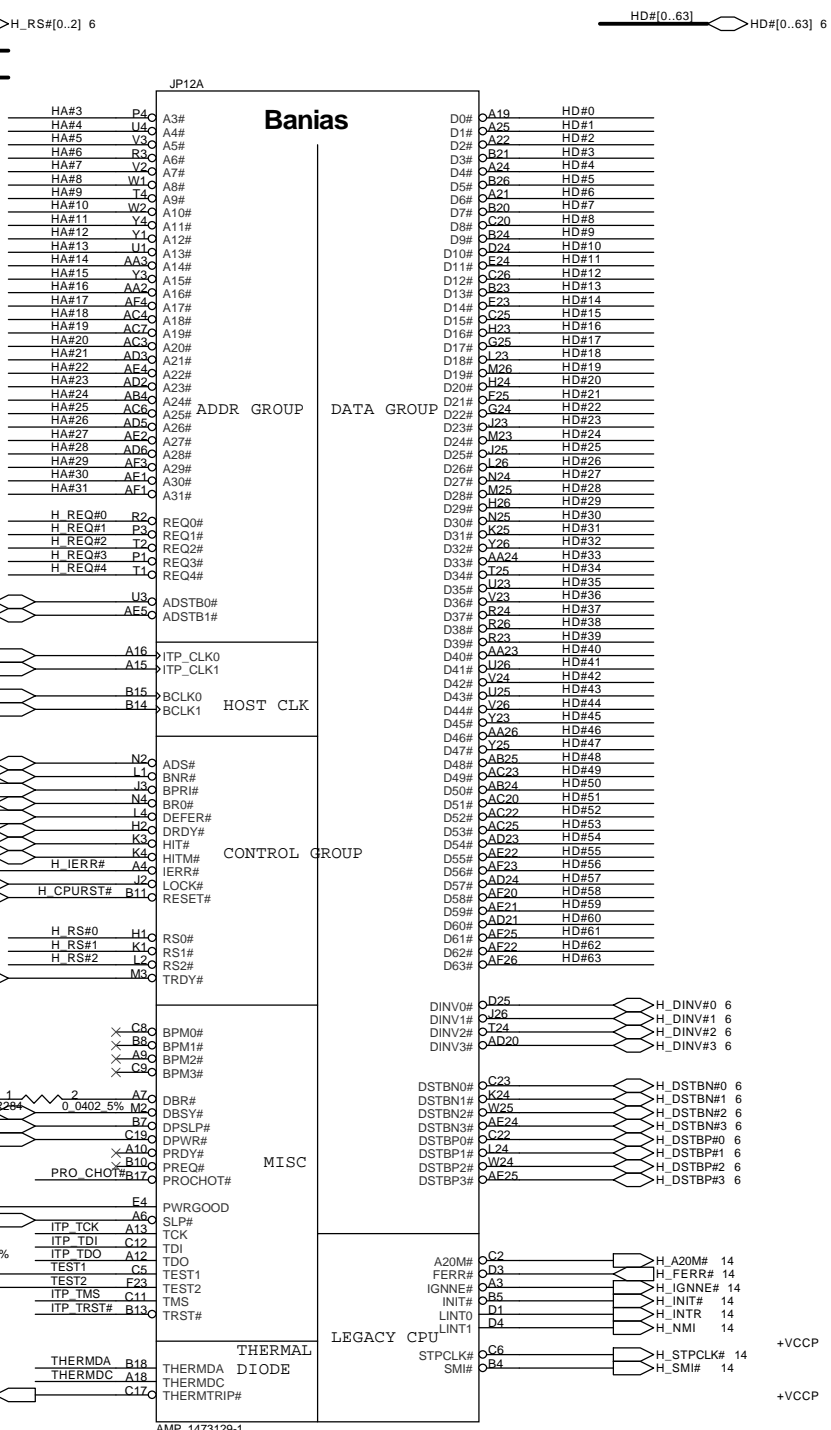 H_RS#[0..2] 6
HD#[0..63]
HD#[0..63] 6
JP12A
Banias
HA#3 P4 A3# D0# A19 HD#0
HA#4 U4 A4# D1# A25 HD#1
HA#5 V3 A5# D2# A22 HD#2
HA#6 R3 A6# D3# B21 HD#3
HA#7 V2 A7# D4# A24 HD#4
HA#8 W1 A8# D5# B26 HD#5
HA#9 T4 A9# D6# A21 HD#6
HA#10 W2 A10# D7# B20 HD#7
HA#11 Y4 A11# D8# C20 HD#8
HA#12 Y1 A12# D9# B24 HD#9
HA#13 U1 A13# D10# D24 HD#10
HA#14 AA3 A14# D11# E24 HD#11
HA#15 Y3 A15# D12# C26 HD#12
HA#16 AA2 A16# D13# B23 HD#13
HA#17 AF4 A17# D14# E23 HD#14
HA#18 AC4 A18# D15# C25 HD#15
HA#19 AC7 A19# D16# H23 HD#16
HA#20 AC3 A20# D17# G25 HD#17
HA#21 AD3 A21# D18# L23 HD#18
HA#22 AE4 A22# D19# M26 HD#19
HA#23 AD2 A23# D20# H24 HD#20
HA#24 AB4 A24# D21# F25 HD#21
HA#25 AC6 A25# ADDR GROUP DATA GROUP D22# G24 HD#22
HA#26 AD5 A26# D23# J23 HD#23
HA#27 AE2 A27# D24# M23 HD#24
HA#28 AD6 A28# D25# J25 HD#25
HA#29 AF3 A29# D26# L26 HD#26
HA#30 AE1 A30# D27# N24 HD#27
HA#31 AF1 A31# D28# M25 HD#28
D29# H26 HD#29
H_REQ#0 R2 REQ0# D30# N25 HD#30
H_REQ#1 P3 REQ1# D31# K25 HD#31
H_REQ#2 T2 REQ2# D32# Y26 HD#32
H_REQ#3 P1 REQ3# D33# AA24 HD#33
H_REQ#4 T1 REQ4# D34# T25 HD#34
D35# U23 HD#35
U3 ADSTB0# D36# V23 HD#36
AE5 ADSTB1# D37# R24 HD#37
D38# R26 HD#38
D39# R23 HD#39
A16 ITP_CLK0 D40# AA23 HD#40
A15 ITP_CLK1 D41# U26 HD#41
D42# V24 HD#42
B15 BCLK0 D43# U25 HD#43
B14 BCLK1 HOST CLK D44# V26 HD#44
D45# Y23 HD#45
D46# AA26 HD#46
D47# Y25 HD#47
N2 ADS# D48# AB25 HD#48
L1 BNR# D49# AC23 HD#49
J3 BPRI# D50# AB24 HD#50
N4 BR0# D51# AC20 HD#51
L4 DEFER# D52# AC22 HD#52
H2 DRDY# D53# AC25 HD#53
K3 HIT# D54# AD23 HD#54
K4 HITM# CONTROL GROUP D55# AE22 HD#55
H_IERR# A4 IERR# D56# AF23 HD#56
J2 LOCK# D57# AD24 HD#57
H_CPURST# B11 RESET# D58# AF20 HD#58
D59# AE21 HD#59
D60# AD21 HD#60
H_RS#0 H1 RS0# D61# AF25 HD#61
H_RS#1 K1 RS1# D62# AF22 HD#62
H_RS#2 L2 RS2# D63# AF26 HD#63
M3 TRDY#
DINV0# D25 H_DINV#0 6
DINV1# J26 H_DINV#1 6
C8 BPM0# DINV2# T24 H_DINV#2 6
B8 BPM1# DINV3# AD20 H_DINV#3 6
A9 BPM2#
C9 BPM3#
DSTBN0# C23 H_DSTBN#0 6
1 2 A7 DBR# DSTBN1# K24 H_DSTBN#1 6
0_0402_5% M2 DBSY# DSTBN2# W25 H_DSTBN#2 6
B7 DPSLP# DSTBN3# AE24 H_DSTBN#3 6
C19 DPWR# DSTBP0# C22 H_DSTBP#0 6
A10 PRDY# DSTBP1# L24 H_DSTBP#1 6
B10 PREQ# MISC DSTBP2# W24 H_DSTBP#2 6
PRO_CHOT# B17 PROCHOT# DSTBP3# AE25 H_DSTBP#3 6
E4 PWRGOOD
A6 SLP#
ITP_TCK A13 TCK
ITP_TDI C12 TDI
% ITP_TDO A12 TDO A20M# C2 H_A20M# 14
TEST1 C5 TEST1 FERR# D3 H_FERR# 14
TEST2 F23 TEST2 IGNNE# A3 H_IGNNE# 14
ITP_TMS C11 TMS INIT# B5 H_INIT# 14
ITP_TRST# B13 TRST# LINT0 D1 H_INTR 14
LEGACY CPU LINT1 D4 H_NMI 14
+VCCP
THERMAL
STPCLK# C6 H_STPCLK# 14
THERMDA B18 THERMDA DIODE SMI# B4 H_SMI# 14
THERMDC A18 THERMDC
C17 THERMTRIP# +VCCP
AMP_1473129-1